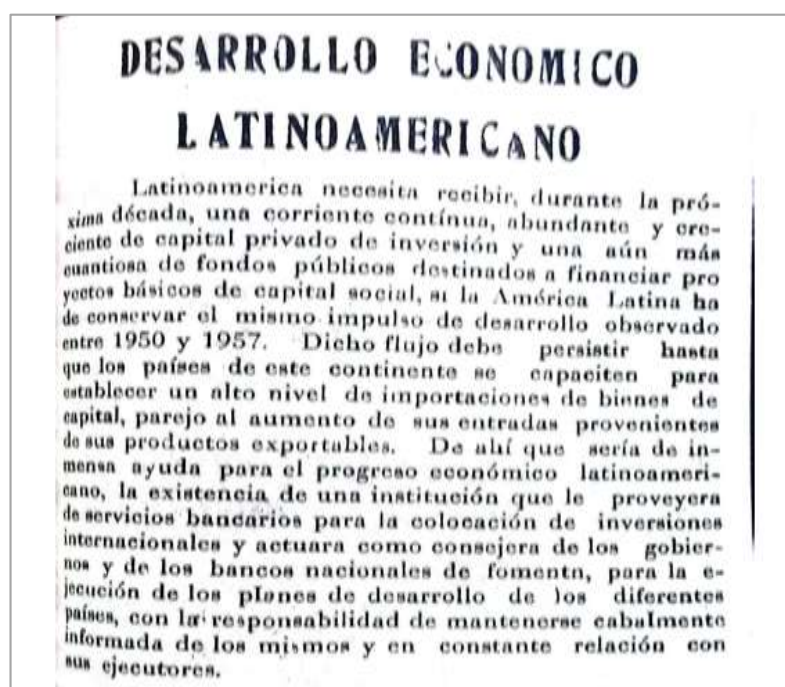 DESARROLLO ECONOMICO
LATINOAMERICANO
Latinoamerica necesita recibir, durante la pró-
xima década, una corriente contínua, abundante y cre-
ciente de capital privado de inversión y una aún más
cuantiosa de fondos públicos destinados a financiar pro
yectos básicos de capital social, si la América Latina ha
de conservar el mismo impulso de desarrollo observado
entre 1950 y 1957. Dicho flujo debe persistir hasta
que los países de este continente se capaciten para
establecer un alto nivel de importaciones de bienes de
capital, parejo al aumento de sus entradas provenientes
de sus productos exportables. De ahí que sería de in-
mensa ayuda para el progreso económico latinoameri-
cano, la existencia de una institución que le proveyera
de servicios bancarios para la colocación de inversiones
internacionales y actuara como consejera de los gobier-
nos y de los bancos nacionales de fomento, para la e-
jecución de los planes de desarrollo de los diferentes
países, con la responsabilidad de mantenerse cabalmente
informada de los mismos y en constante relación con
sus ejecutores.